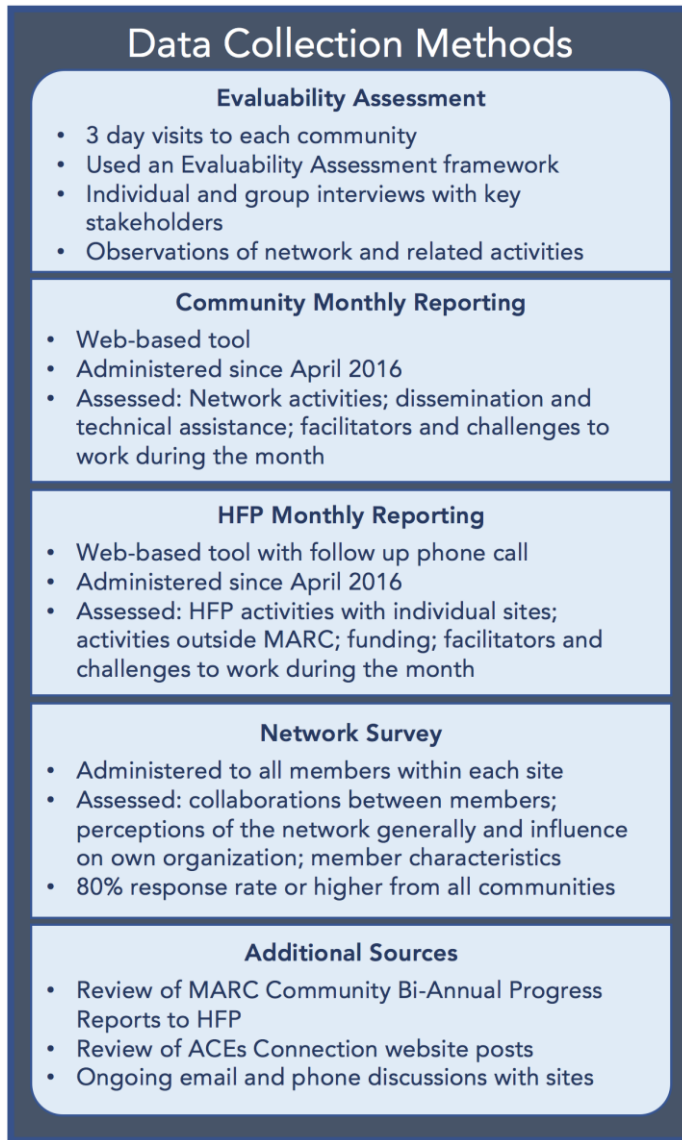 Data Collection Methods
Evaluability Assessment
• 3 day visits to each community
• Used an Evaluability Assessment framework
• Individual and group interviews with key
stakeholders
• Observations of network and related activities
Community Monthly Reporting
• Web-based tool
• Administered since April 2016
• Assessed: Network activities; dissemination and
technical assistance; facilitators and challenges to
work during the month
HFP Monthly Reporting
• Web-based tool with follow up phone call
• Administered since April 2016
• Assessed: HFP activities with individual sites;
activities outside MARC; funding; facilitators and
challenges to work during the month
Network Survey
• Administered to all members within each site
• Assessed: collaborations between members;
perceptions of the network generally and influence
on own organization; member characteristics
• 80% response rate or higher from all communities
Additional Sources
• Review of MARC Community Bi-Annual Progress
Reports to HFP
• Review of ACEs Connection website posts
• Ongoing email and phone discussions with sites